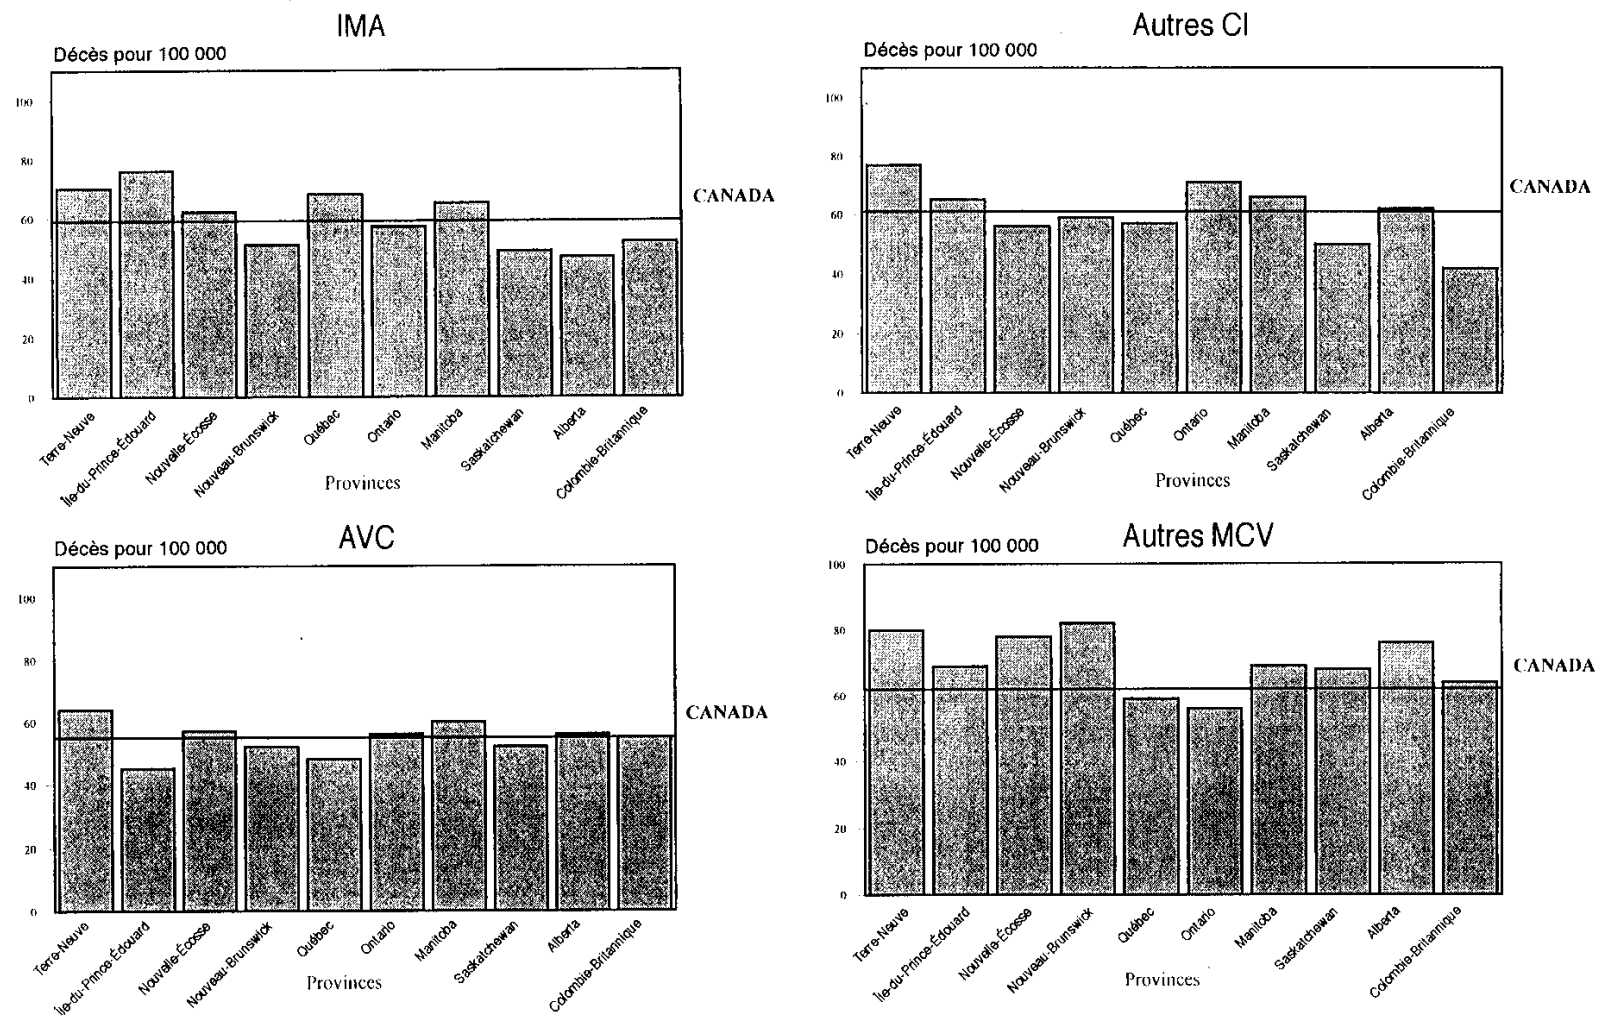 IMA
Décès pour 100 000
100
80
60
40
20
0
CANADA
Terre-Neuve
Île-du-Prince-Édouard
Nouvelle-Écosse
Nouveau-Brunswick
Québec
Ontario
Manitoba
Saskatchewan
Alberta
Colombie-Britannique
Provinces
Autres CI
Décès pour 100 000
100
80
60
40
20
0
CANADA
Terre-Neuve
Île-du-Prince-Édouard
Nouvelle-Écosse
Nouveau-Brunswick
Québec
Ontario
Manitoba
Saskatchewan
Alberta
Colombie-Britannique
Provinces
AVC
Décès pour 100 000
100
80
60
40
20
0
CANADA
Terre-Neuve
Île-du-Prince-Édouard
Nouvelle-Écosse
Nouveau-Brunswick
Québec
Ontario
Manitoba
Saskatchewan
Alberta
Colombie-Britannique
Provinces
Autres MCV
Décès pour 100 000
100
80
60
40
20
0
CANADA
Terre-Neuve
Île-du-Prince-Édouard
Nouvelle-Écosse
Nouveau-Brunswick
Québec
Ontario
Manitoba
Saskatchewan
Alberta
Colombie-Britannique
Provinces